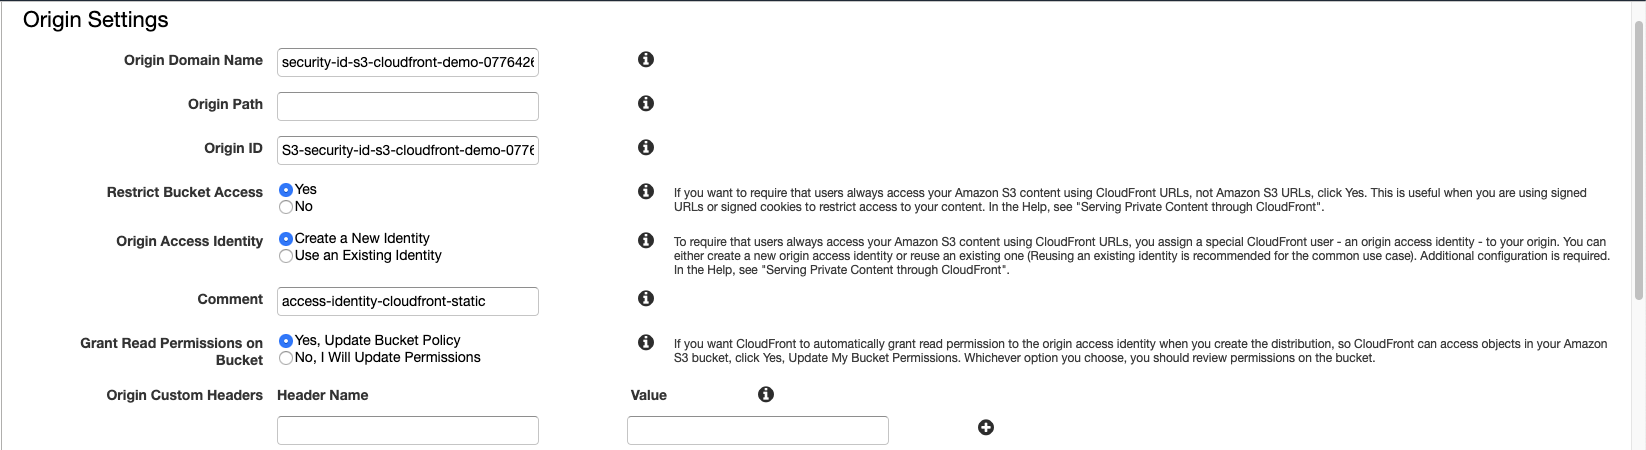 Origin Settings
Origin Domain Name security-id-s3-cloudfront-demo-0776426
Origin Path
Origin ID S3-security-id-s3-cloudfront-demo-0776
Restrict Bucket Access Yes
No
If you want to require that users always access your Amazon S3 content using CloudFront URLs, not Amazon S3 URLs, click Yes. This is useful when you are using signed
URLs or signed cookies to restrict access to your content. In the Help, see "Serving Private Content through CloudFront".
Origin Access Identity Create a New Identity
Use an Existing Identity
To require that users always access your Amazon S3 content using CloudFront URLs, you assign a special CloudFront user - an origin access identity - to your origin. You can
either create a new origin access identity or reuse an existing one (Reusing an existing identity is recommended for the common use case). Additional configuration is required.
In the Help, see "Serving Private Content through CloudFront".
Comment access-identity-cloudfront-static
Grant Read Permissions on
Bucket
Yes, Update Bucket Policy
No, I Will Update Permissions
If you want CloudFront to automatically grant read permission to the origin access identity when you create the distribution, so CloudFront can access objects in your Amazon
S3 bucket, click Yes, Update My Bucket Permissions. Whichever option you choose, you should review permissions on the bucket.
Origin Custom Headers Header Name Value